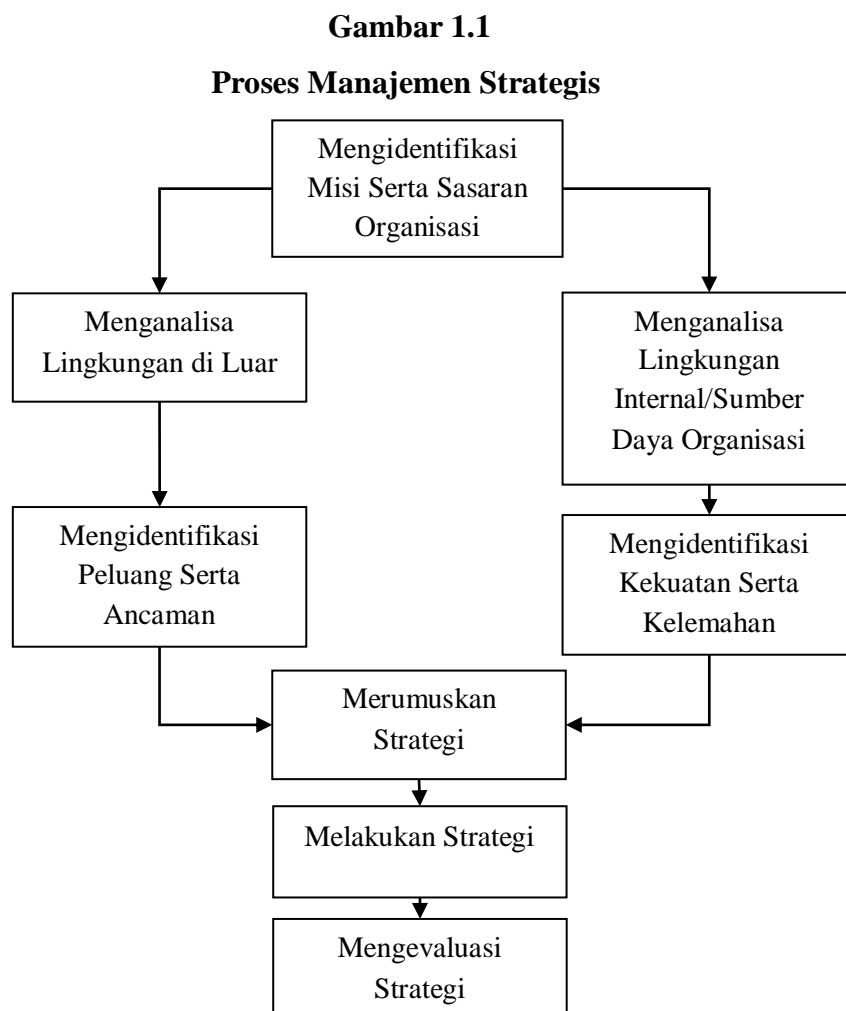 Gambar 1.1
Proses Manajemen Strategis
Mengidentifikasi
Misi Serta Sasaran
Organisasi
Menganalisa
Lingkungan di Luar
Menganalisa
Lingkungan
Internal/Sumber
Daya Organisasi
Mengidentifikasi
Peluang Serta
Ancaman
Mengidentifikasi
Kekuatan Serta
Kelemahan
Merumuskan
Strategi
Melakukan Strategi
Mengevaluasi
Strategi